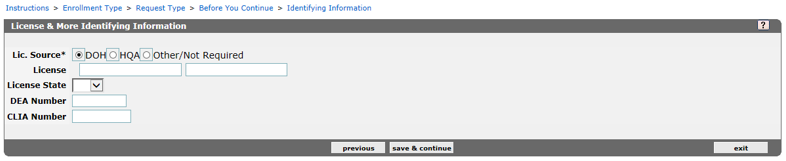 Instructions > Enrollment Type > Request Type > Before You Continue > Identifying Information
License & More Identifying Information ?
Lic. Source* DOH HQA Other/Not Required
License
License State
DEA Number
CLIA Number
previous save & continue exit